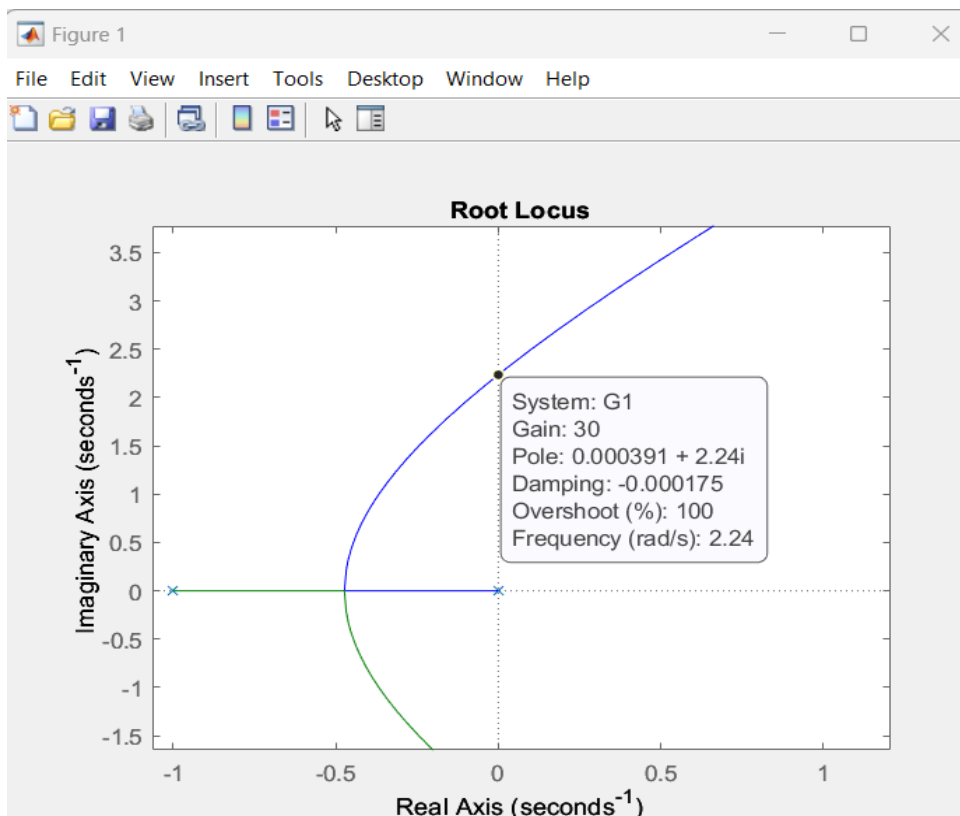 Figure 1
File Edit View Insert Tools Desktop Window Help
Root Locus
Imaginary Axis (seconds⁻¹)
3.5
3
2.5
2
1.5
1
0.5
0
-0.5
-1
-1.5
System: G1
Gain: 30
Pole: 0.000391 + 2.24i
Damping: -0.000175
Overshoot (%): 100
Frequency (rad/s): 2.24
-1 -0.5 0 0.5 1
Real Axis (seconds⁻¹)